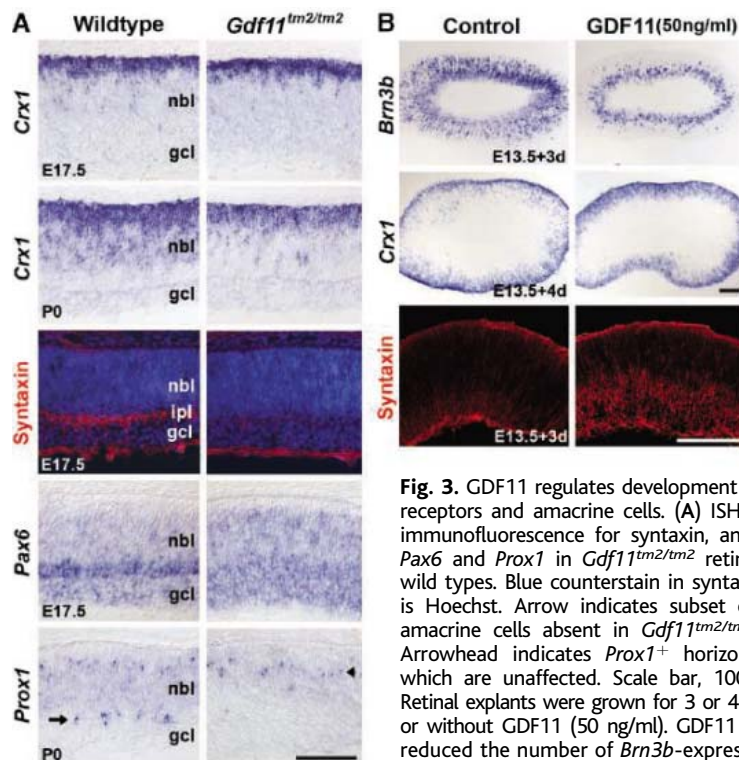 A Wildtype Gdf11tm2/tm2
Crx1
nbl
gcl
E17.5
Crx1
nbl
gcl
P0
Syntaxin
nbl
ipl
gcl
E17.5
Pax6
nbl
gcl
E17.5
Prox1
nbl
gcl
P0
B Control GDF11(50ng/ml)
Brn3b
E13.5+3d
Crx1
E13.5+4d
Syntaxin
E13.5+3d
Fig. 3. GDF11 regulates development
receptors and amacrine cells. (A) ISH
immunofluorescence for syntaxin, an
Pax6 and Prox1 in Gdf11tm2/tm2 retin
wild types. Blue counterstain in synta
is Hoechst. Arrow indicates subset
amacrine cells absent in Gdf11tm2/tm
Arrowhead indicates Prox1+ horizo
which are unaffected. Scale bar, 100
Retinal explants were grown for 3 or 4
or without GDF11 (50 ng/ml). GDF11
reduced the number of Brn3b-express